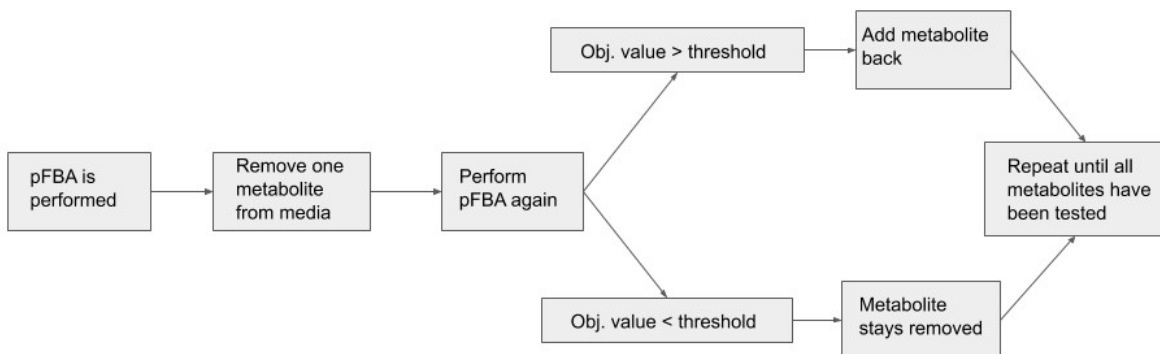 pFBA is
performed
Remove one
metabolite
from media
Perform
pFBA again
Obj. value > threshold
Add metabolite
back
Obj. value < threshold
Metabolite
stays removed
Repeat until all
metabolites have
been tested